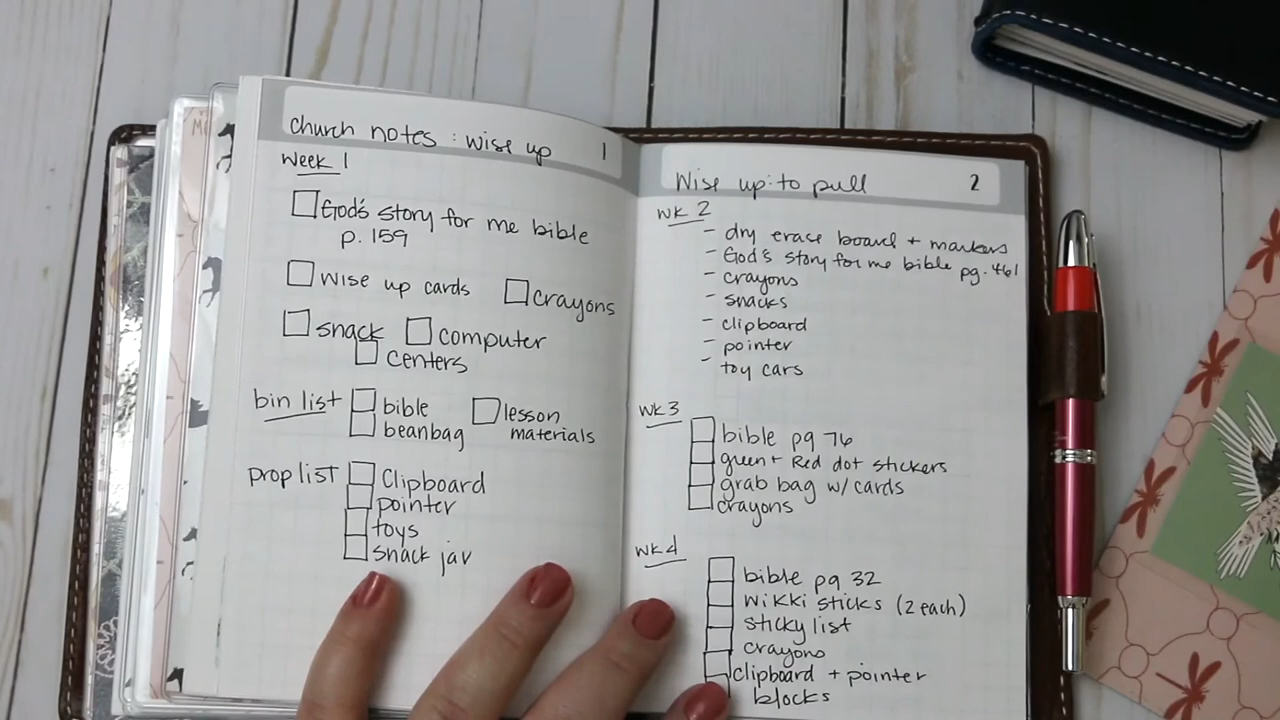 church notes : wise up 1
Week 1
God's story for me bible
p. 159
wise up cards crayons
snack computer
centers
bin list bible lesson
beanbag materials
prop list Clipboard
pointer
toys
snack jar
Wise up: to pull 2
wk 2
- dry erase board + markers
- God's story for me bible pg. 461
- crayons
- snacks
- clipboard
- pointer
- toy cars
wk 3
bible pg 76
green + Red dot stickers
grab bag w/ cards
crayons
wk 4
bible pg 32
wikki sticks (2 each)
sticky list
crayons
clipboard + pointer
blocks